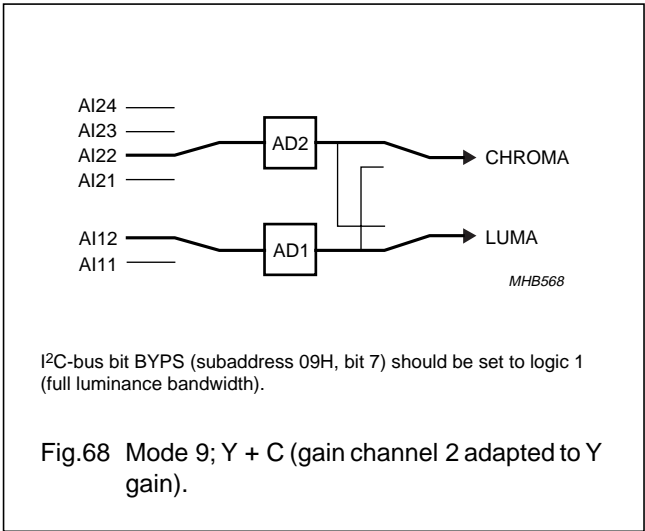 AI24
AI23
AI22
AI21
AD2
CHROMA
AI12
AI11
AD1
LUMA
MHB568
I2C-bus bit BYPS (subaddress 09H, bit 7) should be set to logic 1
(full luminance bandwidth).
Fig.68 Mode 9; Y + C (gain channel 2 adapted to Y
gain).